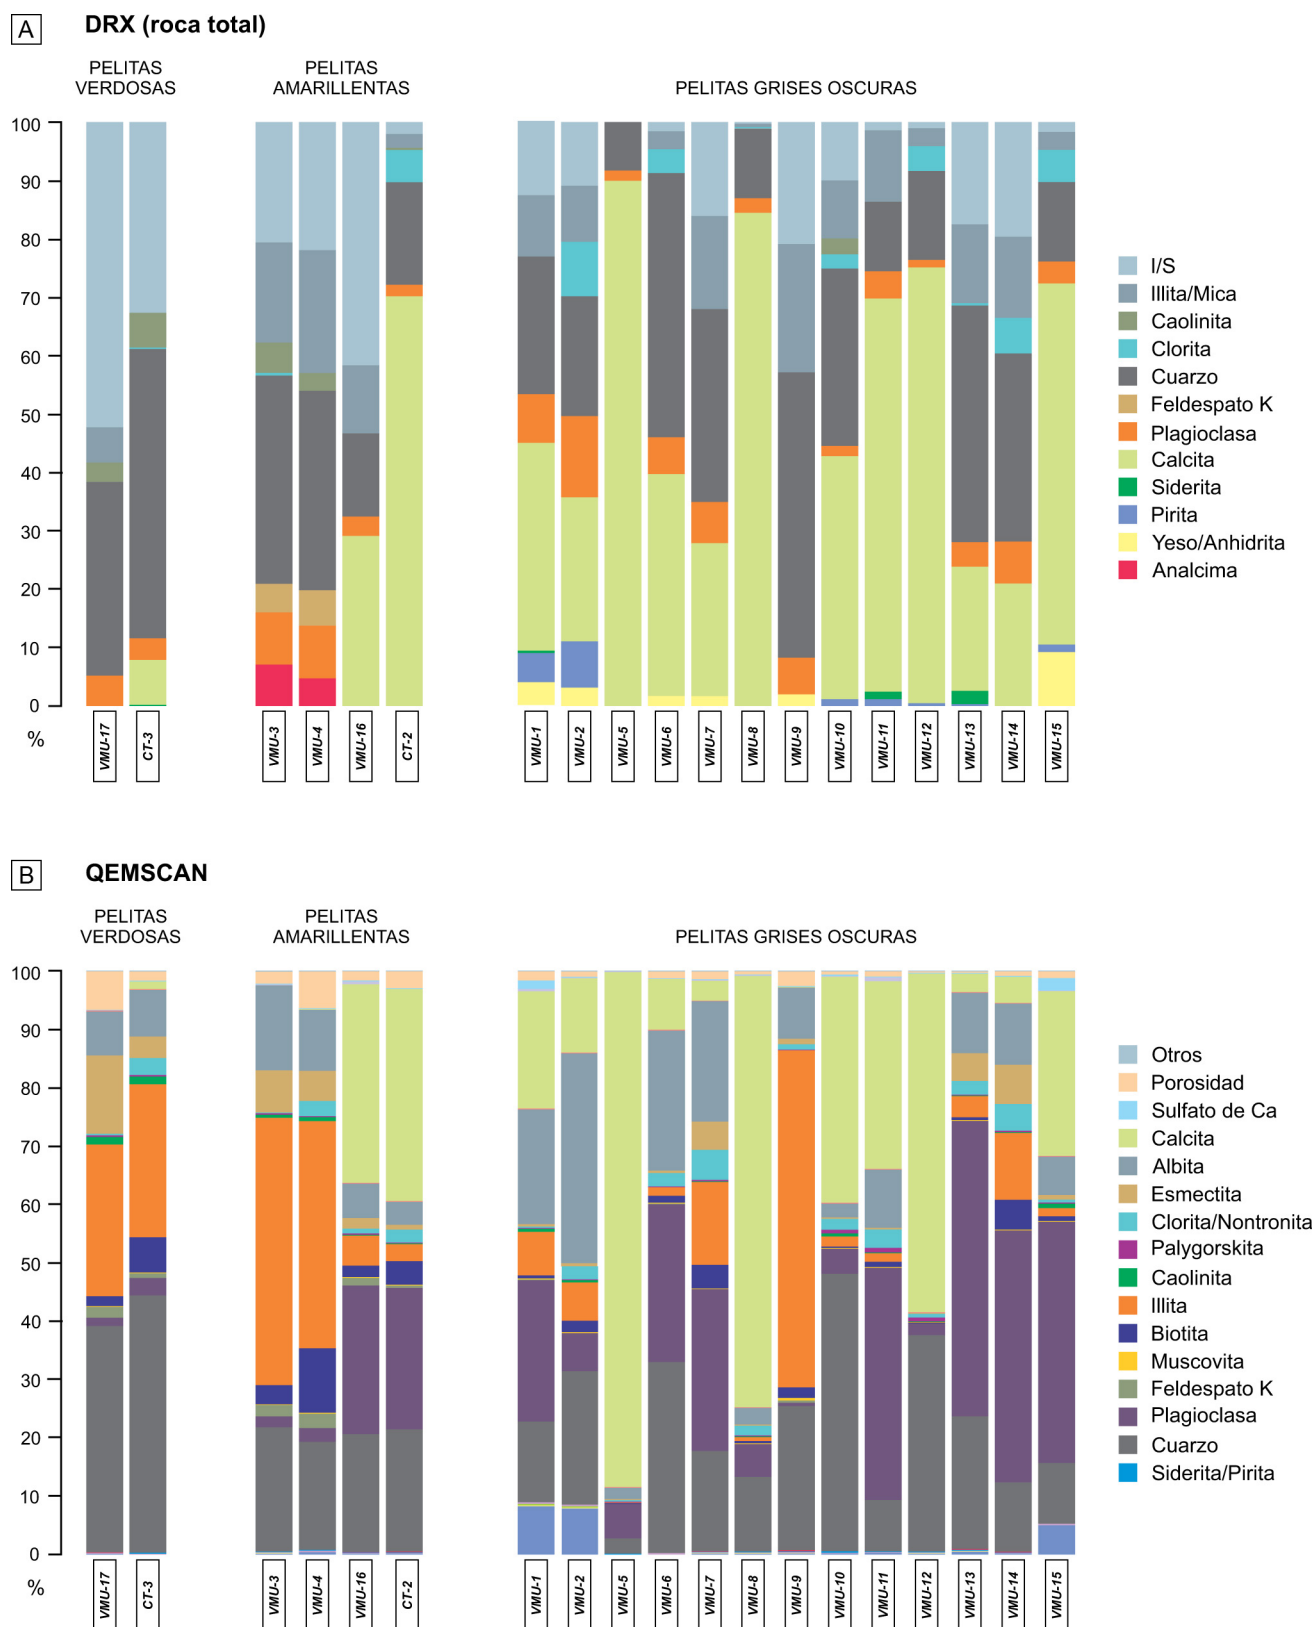 A
DRX (roca total)
PELITAS
VERDOSAS
PELITAS
AMARILLENTAS
PELITAS GRISES OSCURAS
100
90
80
70
60
50
40
30
20
10
0
%
VMU-17
CT-3
VMU-3
VMU-4
VMU-16
CT-2
VMU-1
VMU-2
VMU-5
VMU-6
VMU-7
VMU-8
VMU-9
VMU-10
VMU-11
VMU-12
VMU-13
VMU-14
VMU-15
I/S
Illita/Mica
Caolinita
Clorita
Cuarzo
Feldespato K
Plagioclasa
Calcita
Siderita
Pirita
Yeso/Anhidrita
Analcima
B
QEMSCAN
PELITAS
VERDOSAS
PELITAS
AMARILLENTAS
PELITAS GRISES OSCURAS
100
90
80
70
60
50
40
30
20
10
0
%
VMU-17
CT-3
VMU-3
VMU-4
VMU-16
CT-2
VMU-1
VMU-2
VMU-5
VMU-6
VMU-7
VMU-8
VMU-9
VMU-10
VMU-11
VMU-12
VMU-13
VMU-14
VMU-15
Otros
Porosidad
Sulfato de Ca
Calcita
Albita
Esmectita
Clorita/Nontronita
Palygorskita
Caolinita
Illita
Biotita
Muscovita
Feldespato K
Plagioclasa
Cuarzo
Siderita/Pirita